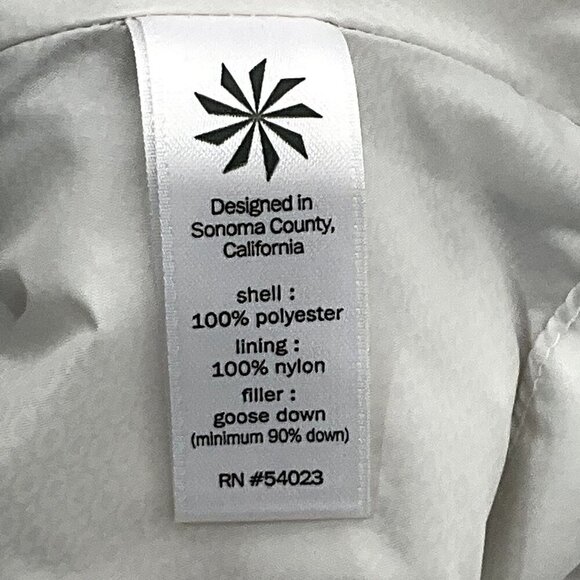 Designed in
Sonoma County,
California
shell :
100% polyester
lining :
100% nylon
filler :
goose down
(minimum 90% down)
RN #54023